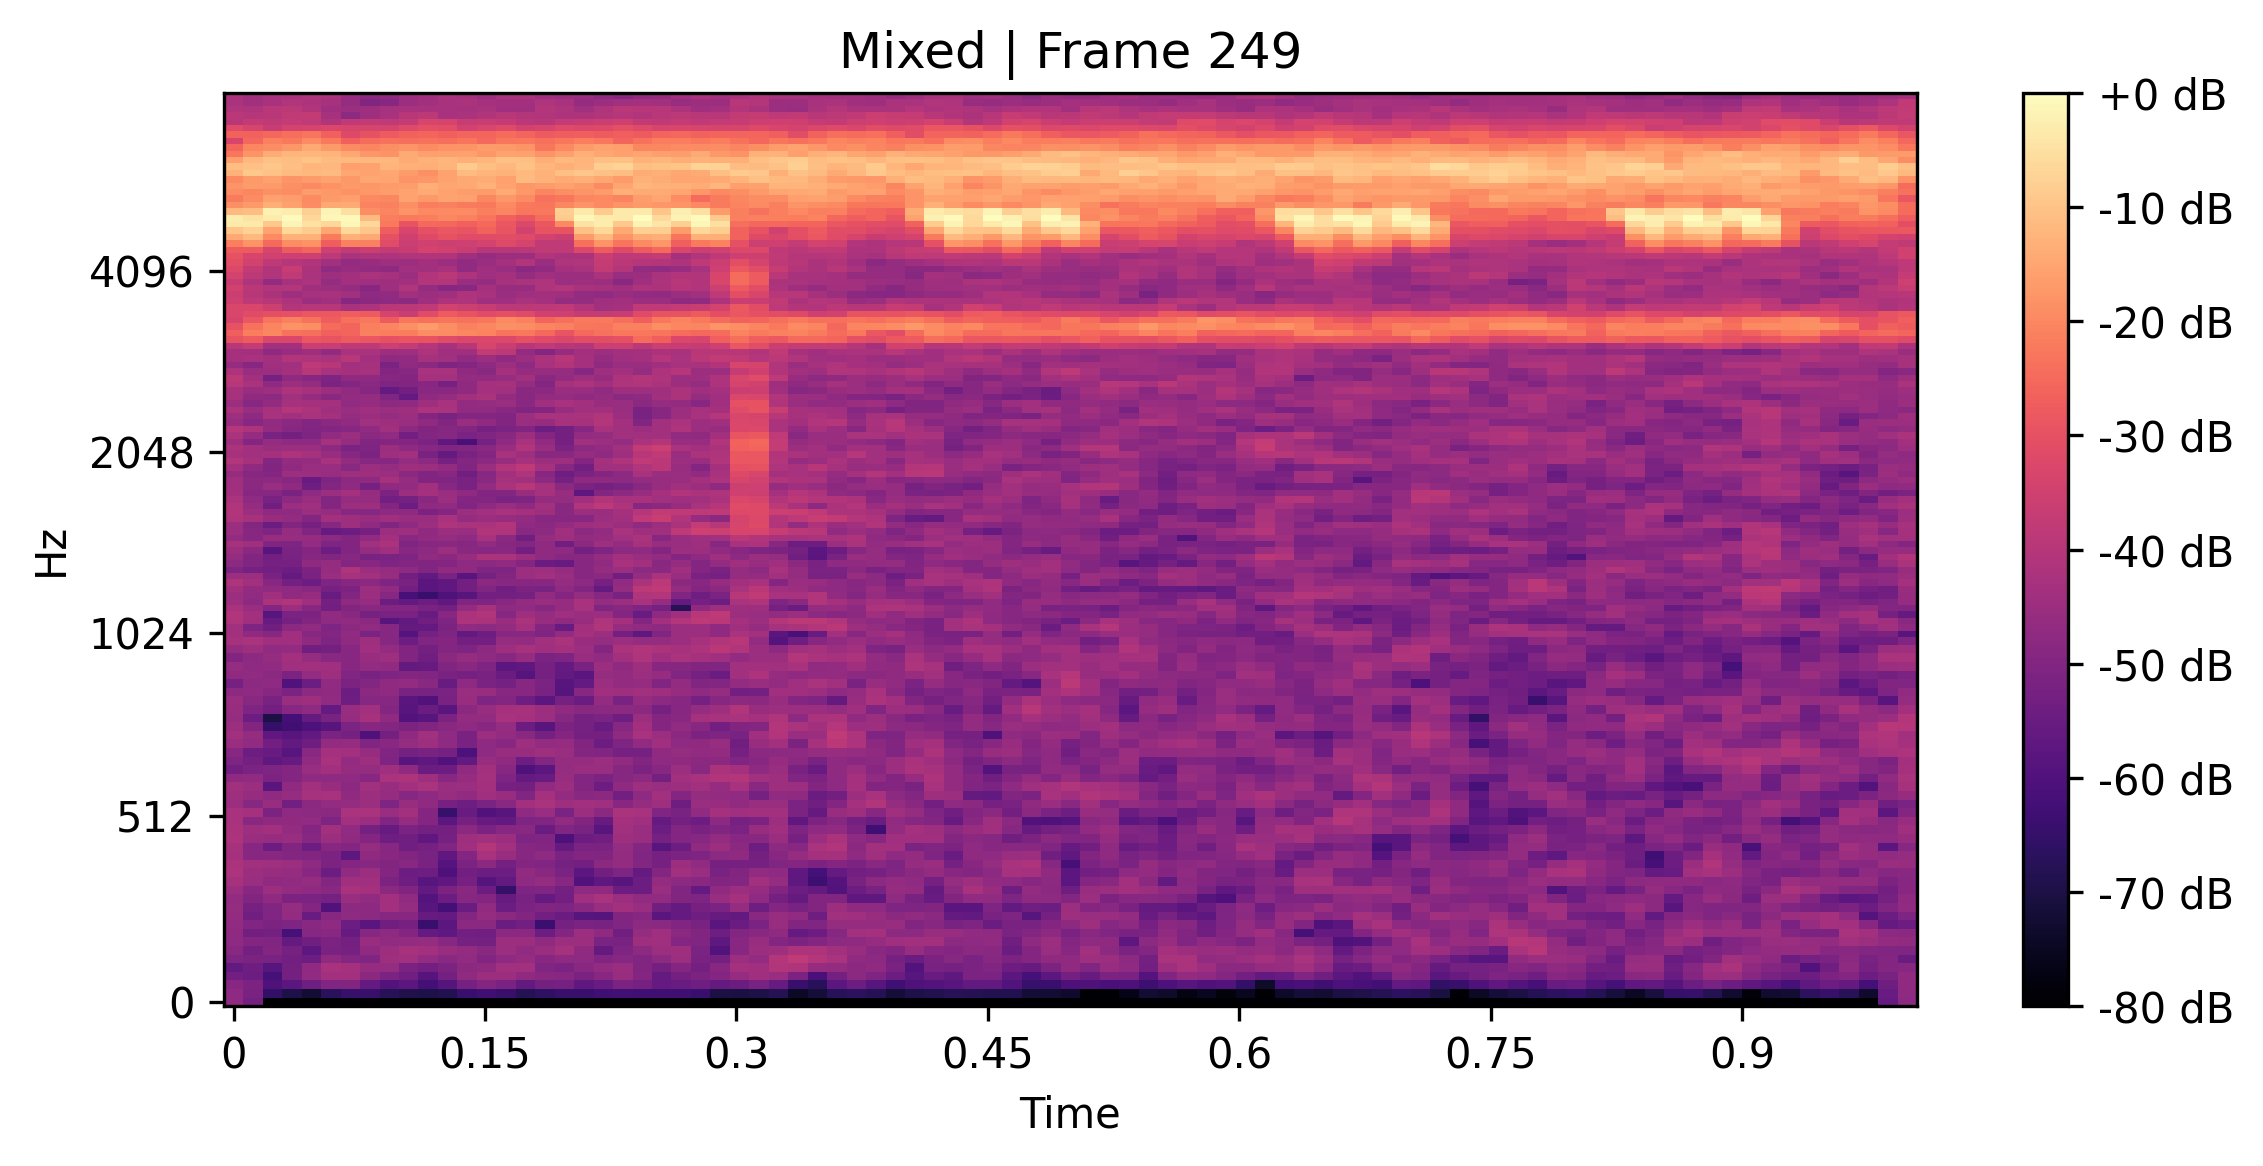 Mixed | Frame 249
Hz
4096
2048
1024
512
0
0 0.15 0.3 0.45 0.6 0.75 0.9
Time
+0 dB
-10 dB
-20 dB
-30 dB
-40 dB
-50 dB
-60 dB
-70 dB
-80 dB